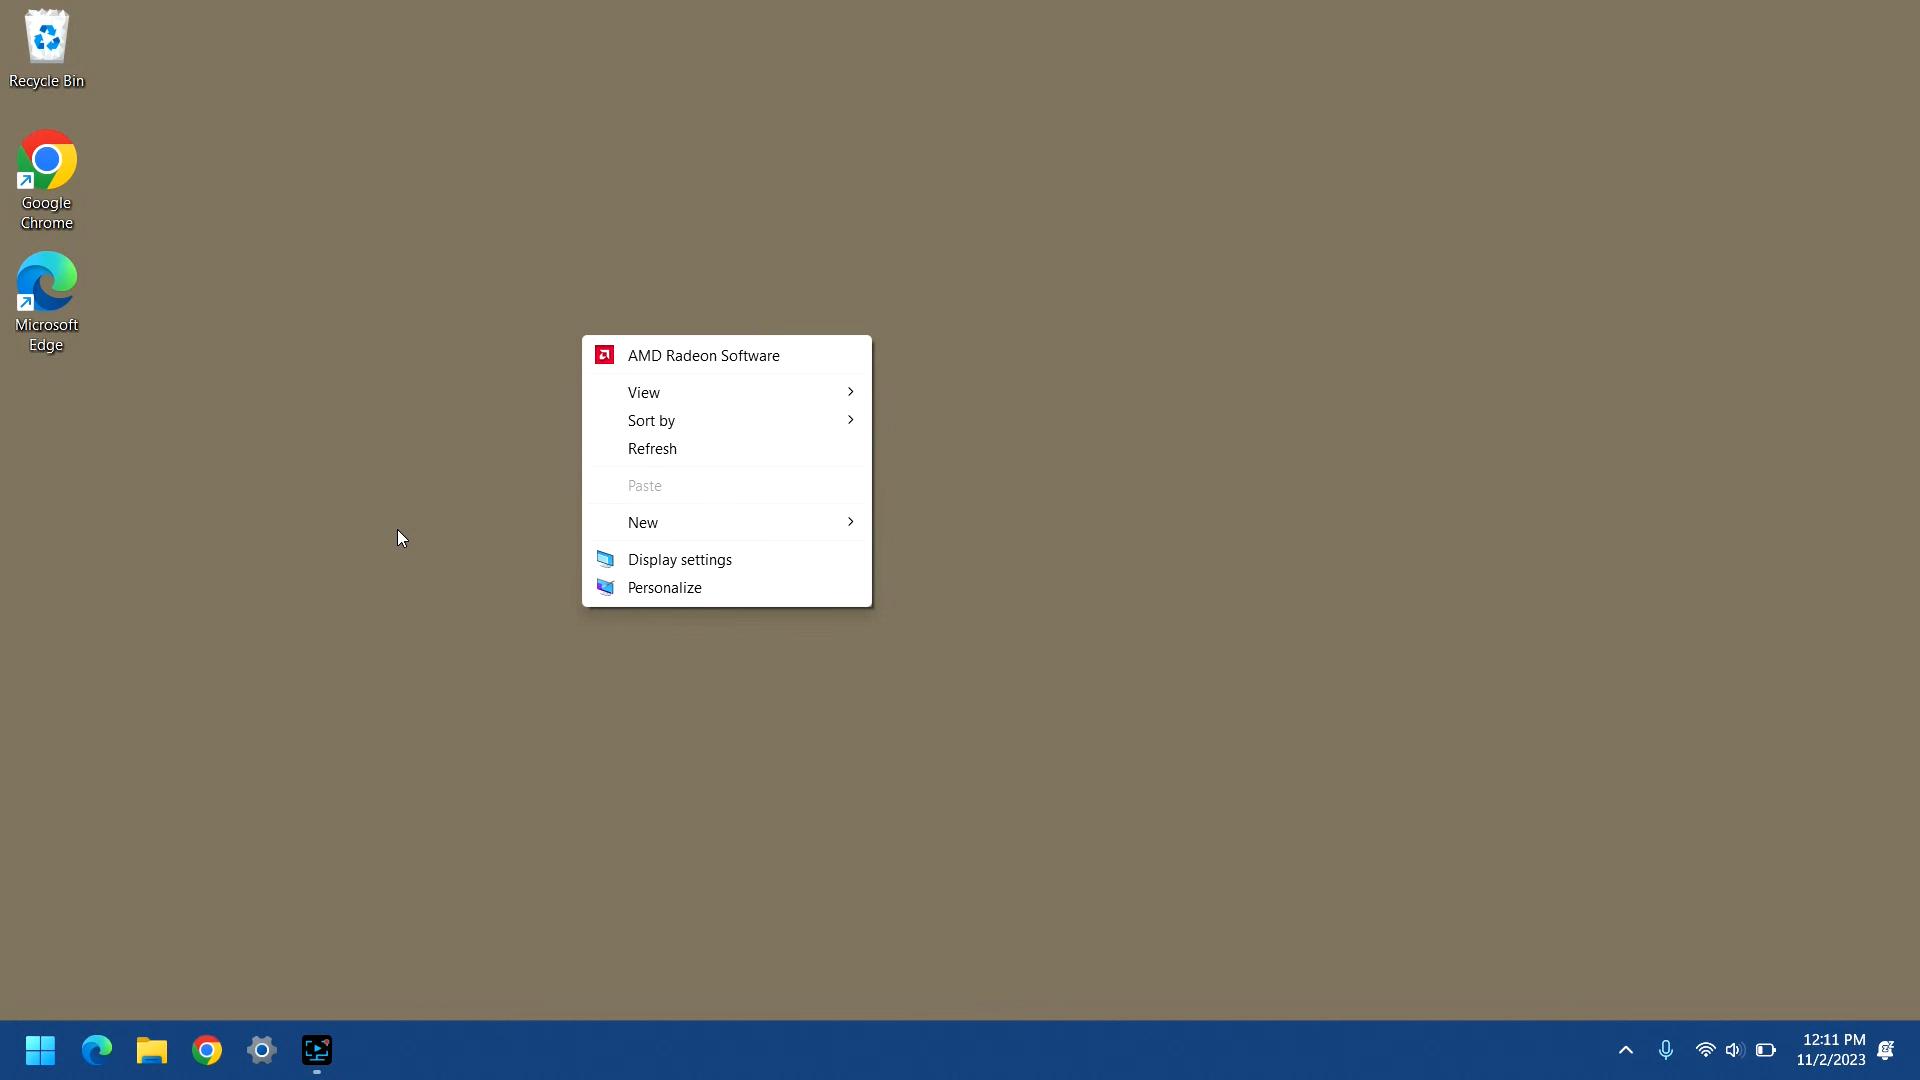 Recycle Bin
Google
Chrome
Microsoft
Edge
AMD Radeon Software
View
Sort by
Refresh
Paste
New
Display settings
Personalize
12:11 PM
11/2/2023